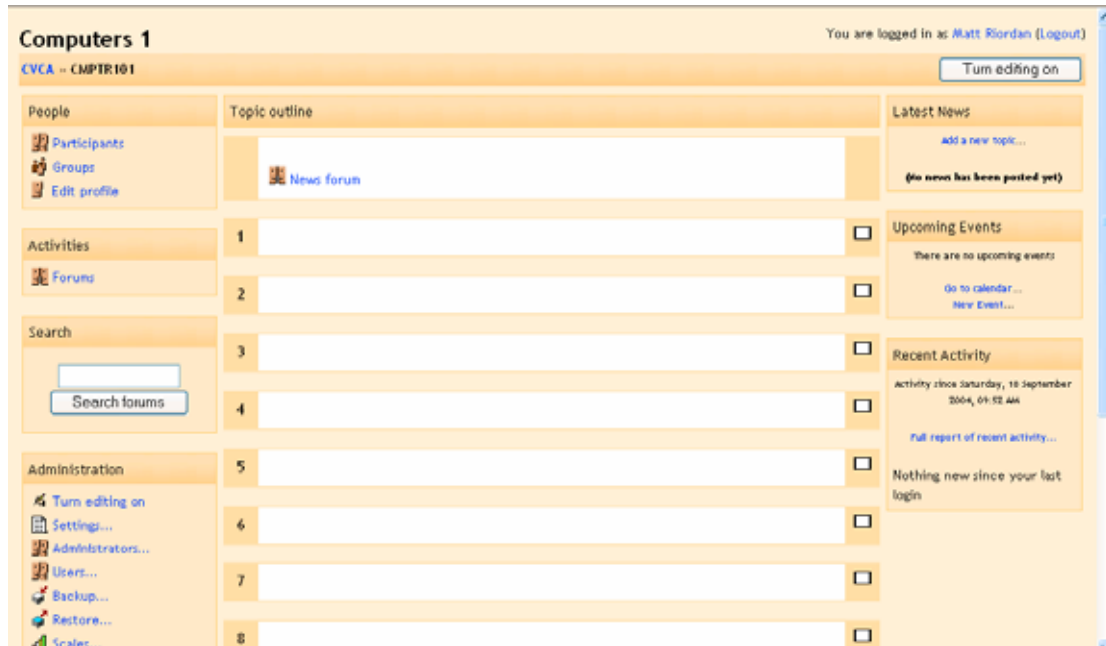 Computers 1
You are logged in as Matt Riordan (Logout)
CVCA » CMPTR101
Turn editing on
People
Participants
Groups
Edit profile
Activities
Forums
Search
Search forums
Administration
Turn editing on
Settings...
Administrators...
Users...
Backup...
Restore...
Scales...
Topic outline
News forum
1
2
3
4
5
6
7
8
Latest News
Add a new topic...
(No news has been posted yet)
Upcoming Events
There are no upcoming events
Go to calendar...
New Event...
Recent Activity
Activity since Saturday, 18 September
2004, 09:52 AM
Full report of recent activity...
Nothing new since your last
login